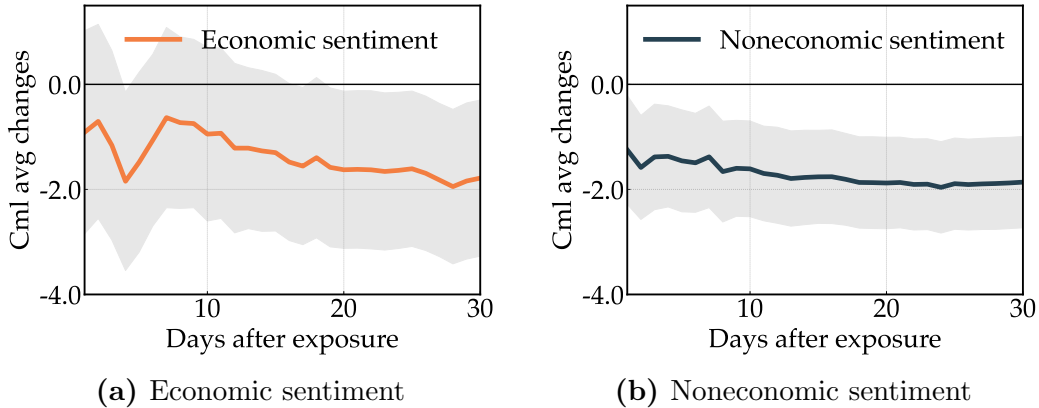 Economic sentiment
Cml avg changes
0.0
-2.0
-4.0
10
20
30
Days after exposure
(a) Economic sentiment
Noneconomic sentiment
Cml avg changes
0.0
-2.0
-4.0
10
20
30
Days after exposure
(b) Noneconomic sentiment